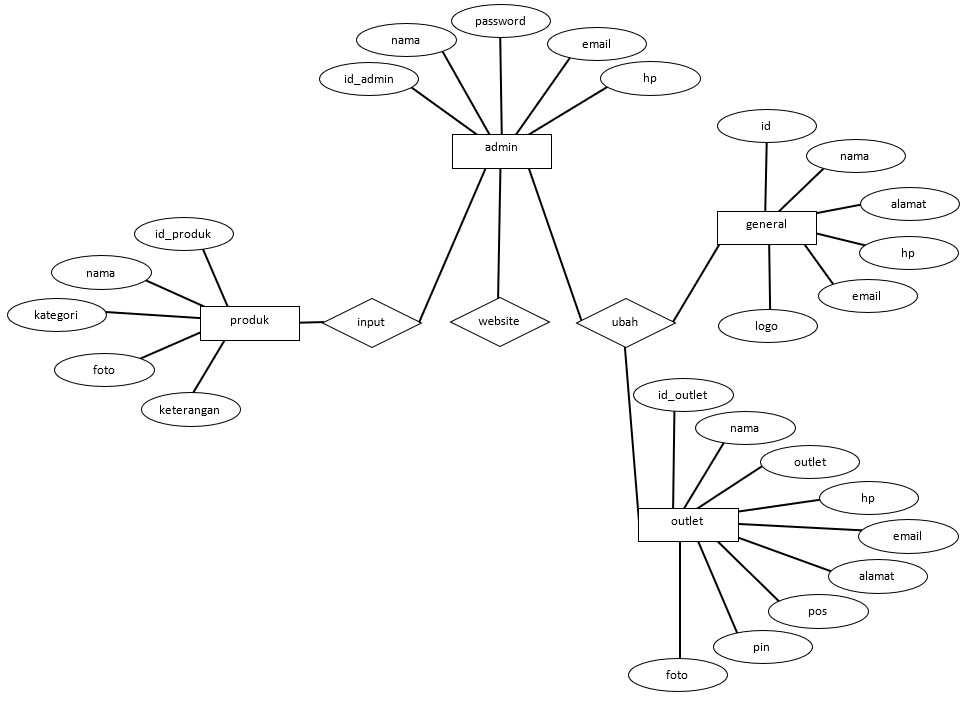 password
nama
email
id_admin
hp
admin
id
nama
alamat
general
hp
email
logo
id_produk
nama
kategori
produk
foto
keterangan
input
website
ubah
id_outlet
nama
outlet
hp
outlet
email
alamat
pos
pin
foto